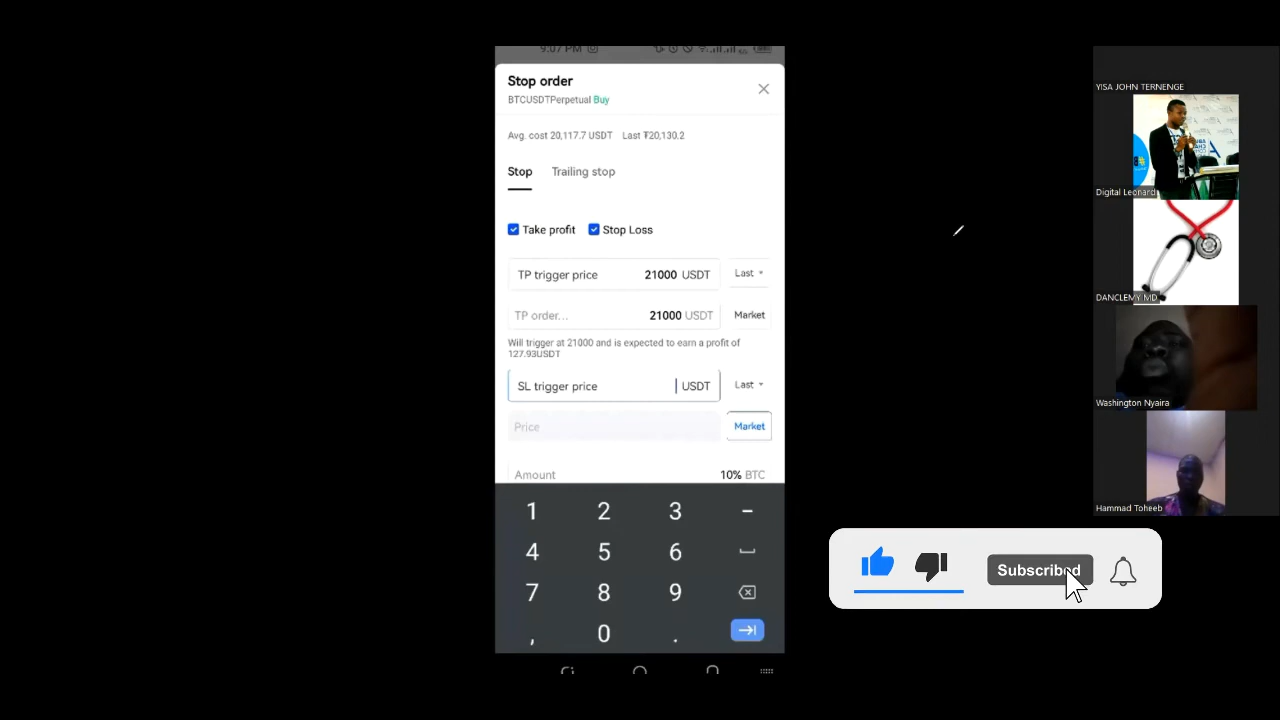 9:07 PM
Stop order
BTCUSDTPerpetual Buy
Avg. cost 20,117.7 USDT Last ₮20,130.2
Stop Trailing stop
Take profit Stop Loss
TP trigger price 21000 USDT Last
TP order... 21000 USDT Market
Will trigger at 21000 and is expected to earn a profit of
127.93USDT
SL trigger price USDT Last
Price Market
Amount 10% BTC
1 2 3 -
4 5 6
7 8 9
, 0 .
YISA JOHN TERNENGE
Digital Leonard
DANCLEMY MD
Washington Nyaira
Hammad Toheeb
Subscribed